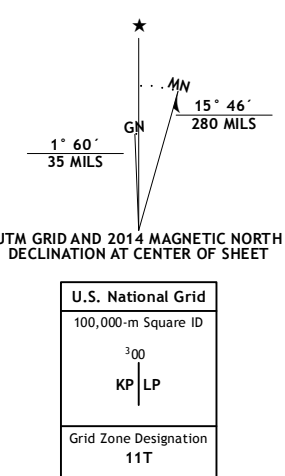 ★
MN
GN
15° 46´
280 MILS
1° 60´
35 MILS
UTM GRID AND 2014 MAGNETIC NORTH
DECLINATION AT CENTER OF SHEET
U.S. National Grid
100,000-m Square ID
³00
KP LP
Grid Zone Designation
11T